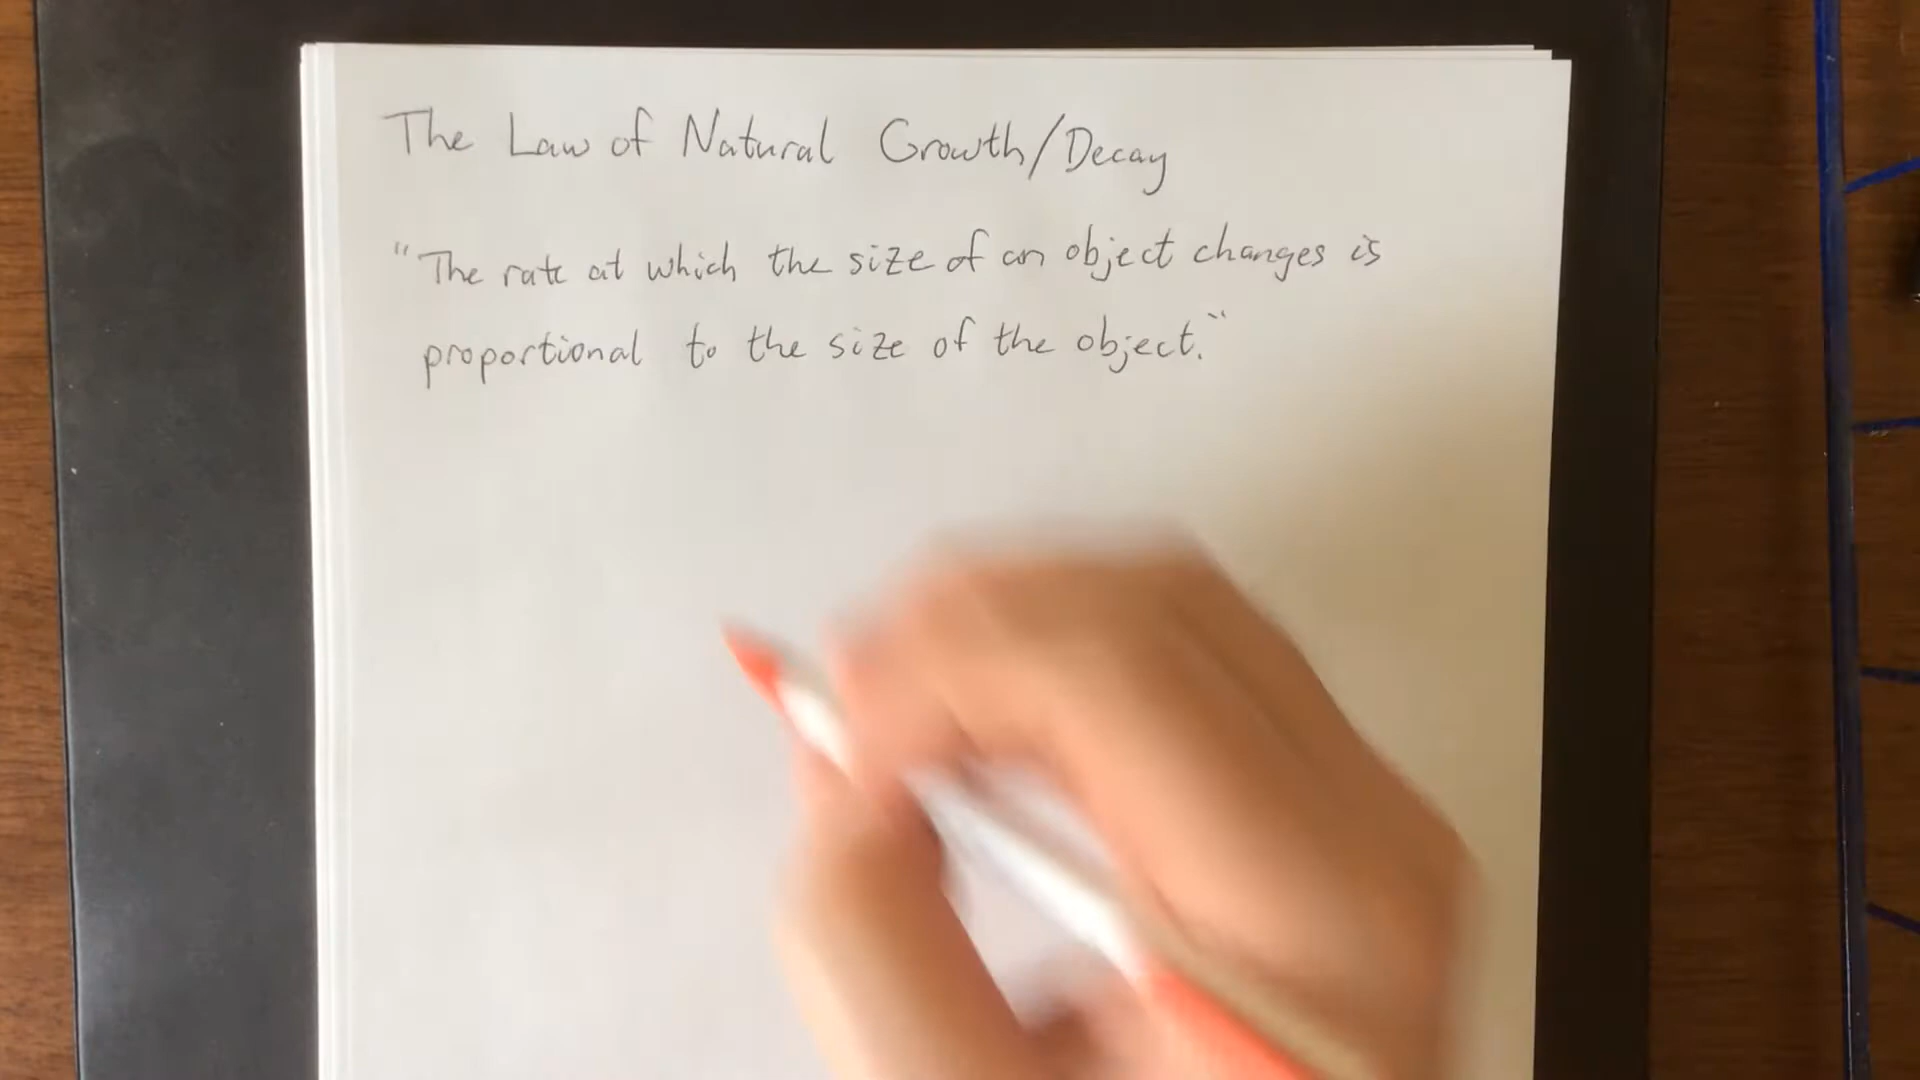 The Law of Natural Growth/Decay
"The rate at which the size of an object changes is
proportional to the size of the object."